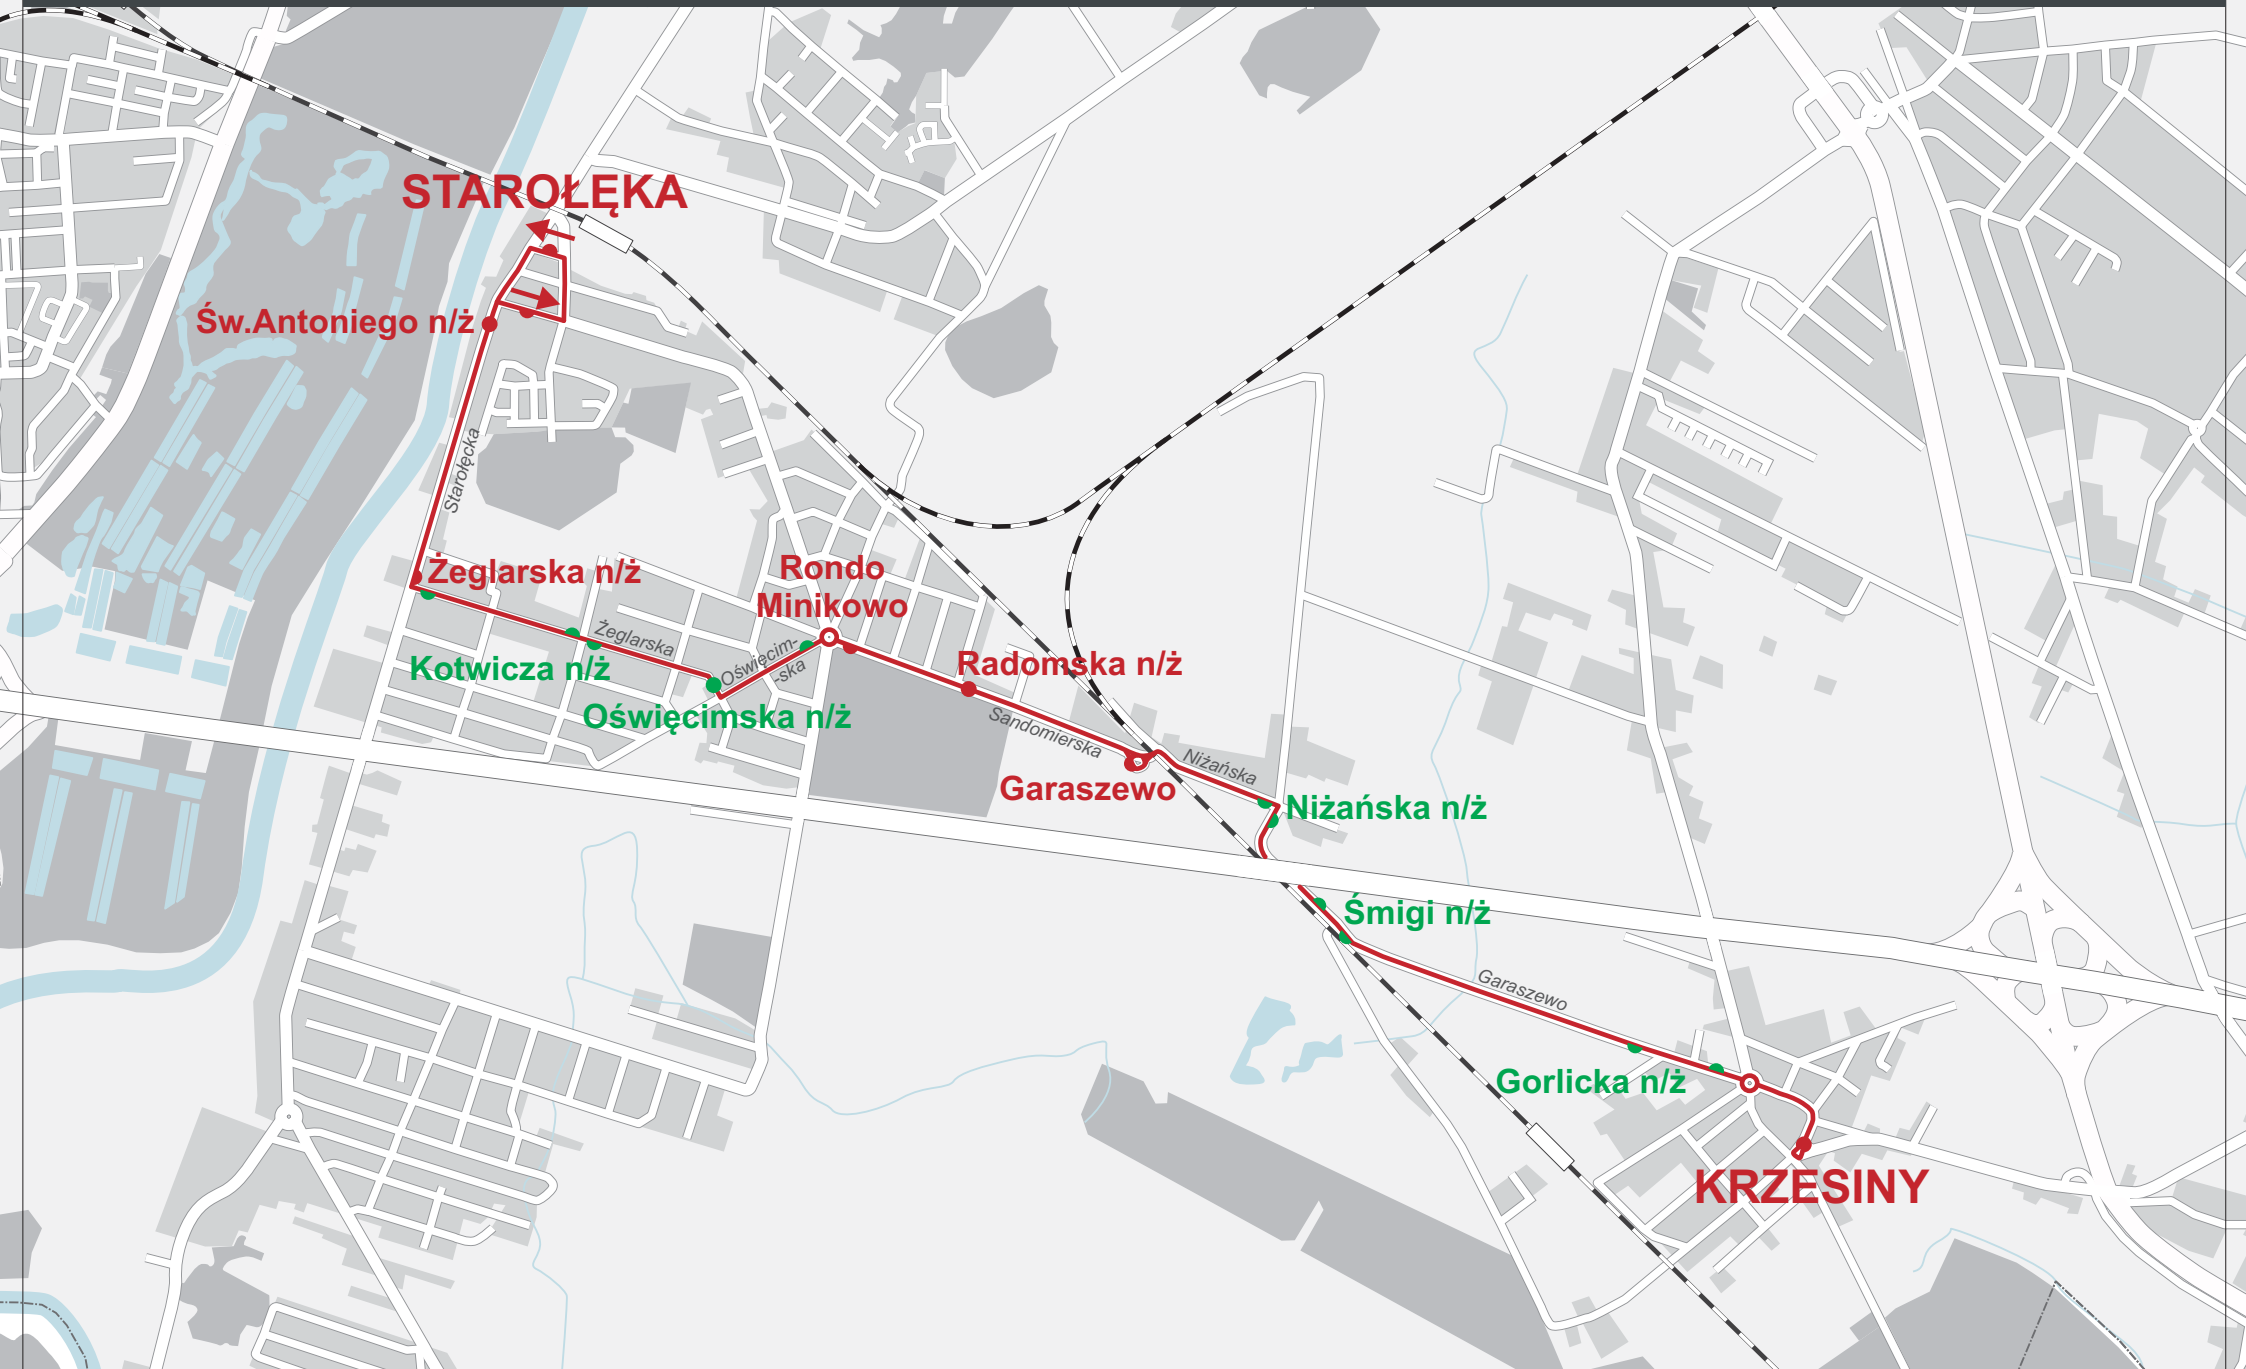 STAROŁĘKA
Św.Antoniego n/ż
Starołęcka
Żeglarska n/ż
Rondo
Minikowo
Żeglarska
Oświęcim-
-ska
Kotwicza n/ż
Radomska n/ż
Oświęcimska n/ż
Sandomierska
Niżańska
Garaszewo
Niżańska n/ż
Śmigi n/ż
Garaszewo
Gorlicka n/ż
KRZESINY